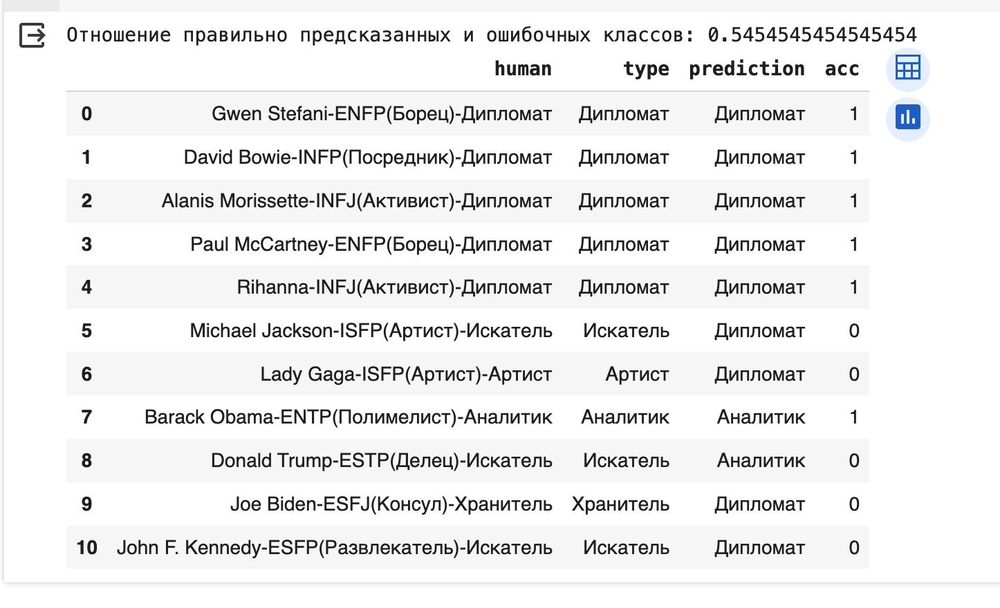 Отношение правильно предсказанных и ошибочных классов: 0.5454545454545454
human type prediction acc
0 Gwen Stefani-ENFP(Борец)-Дипломат Дипломат Дипломат 1
1 David Bowie-INFP(Посредник)-Дипломат Дипломат Дипломат 1
2 Alanis Morissette-INFJ(Активист)-Дипломат Дипломат Дипломат 1
3 Paul McCartney-ENFP(Борец)-Дипломат Дипломат Дипломат 1
4 Rihanna-INFJ(Активист)-Дипломат Дипломат Дипломат 1
5 Michael Jackson-ISFP(Артист)-Искатель Искатель Дипломат 0
6 Lady Gaga-ISFP(Артист)-Артист Артист Дипломат 0
7 Barack Obama-ENTP(Полимелист)-Аналитик Аналитик Аналитик 1
8 Donald Trump-ESTP(Делец)-Искатель Искатель Аналитик 0
9 Joe Biden-ESFJ(Консул)-Хранитель Хранитель Дипломат 0
10 John F. Kennedy-ESFP(Развлекатель)-Искатель Искатель Дипломат 0